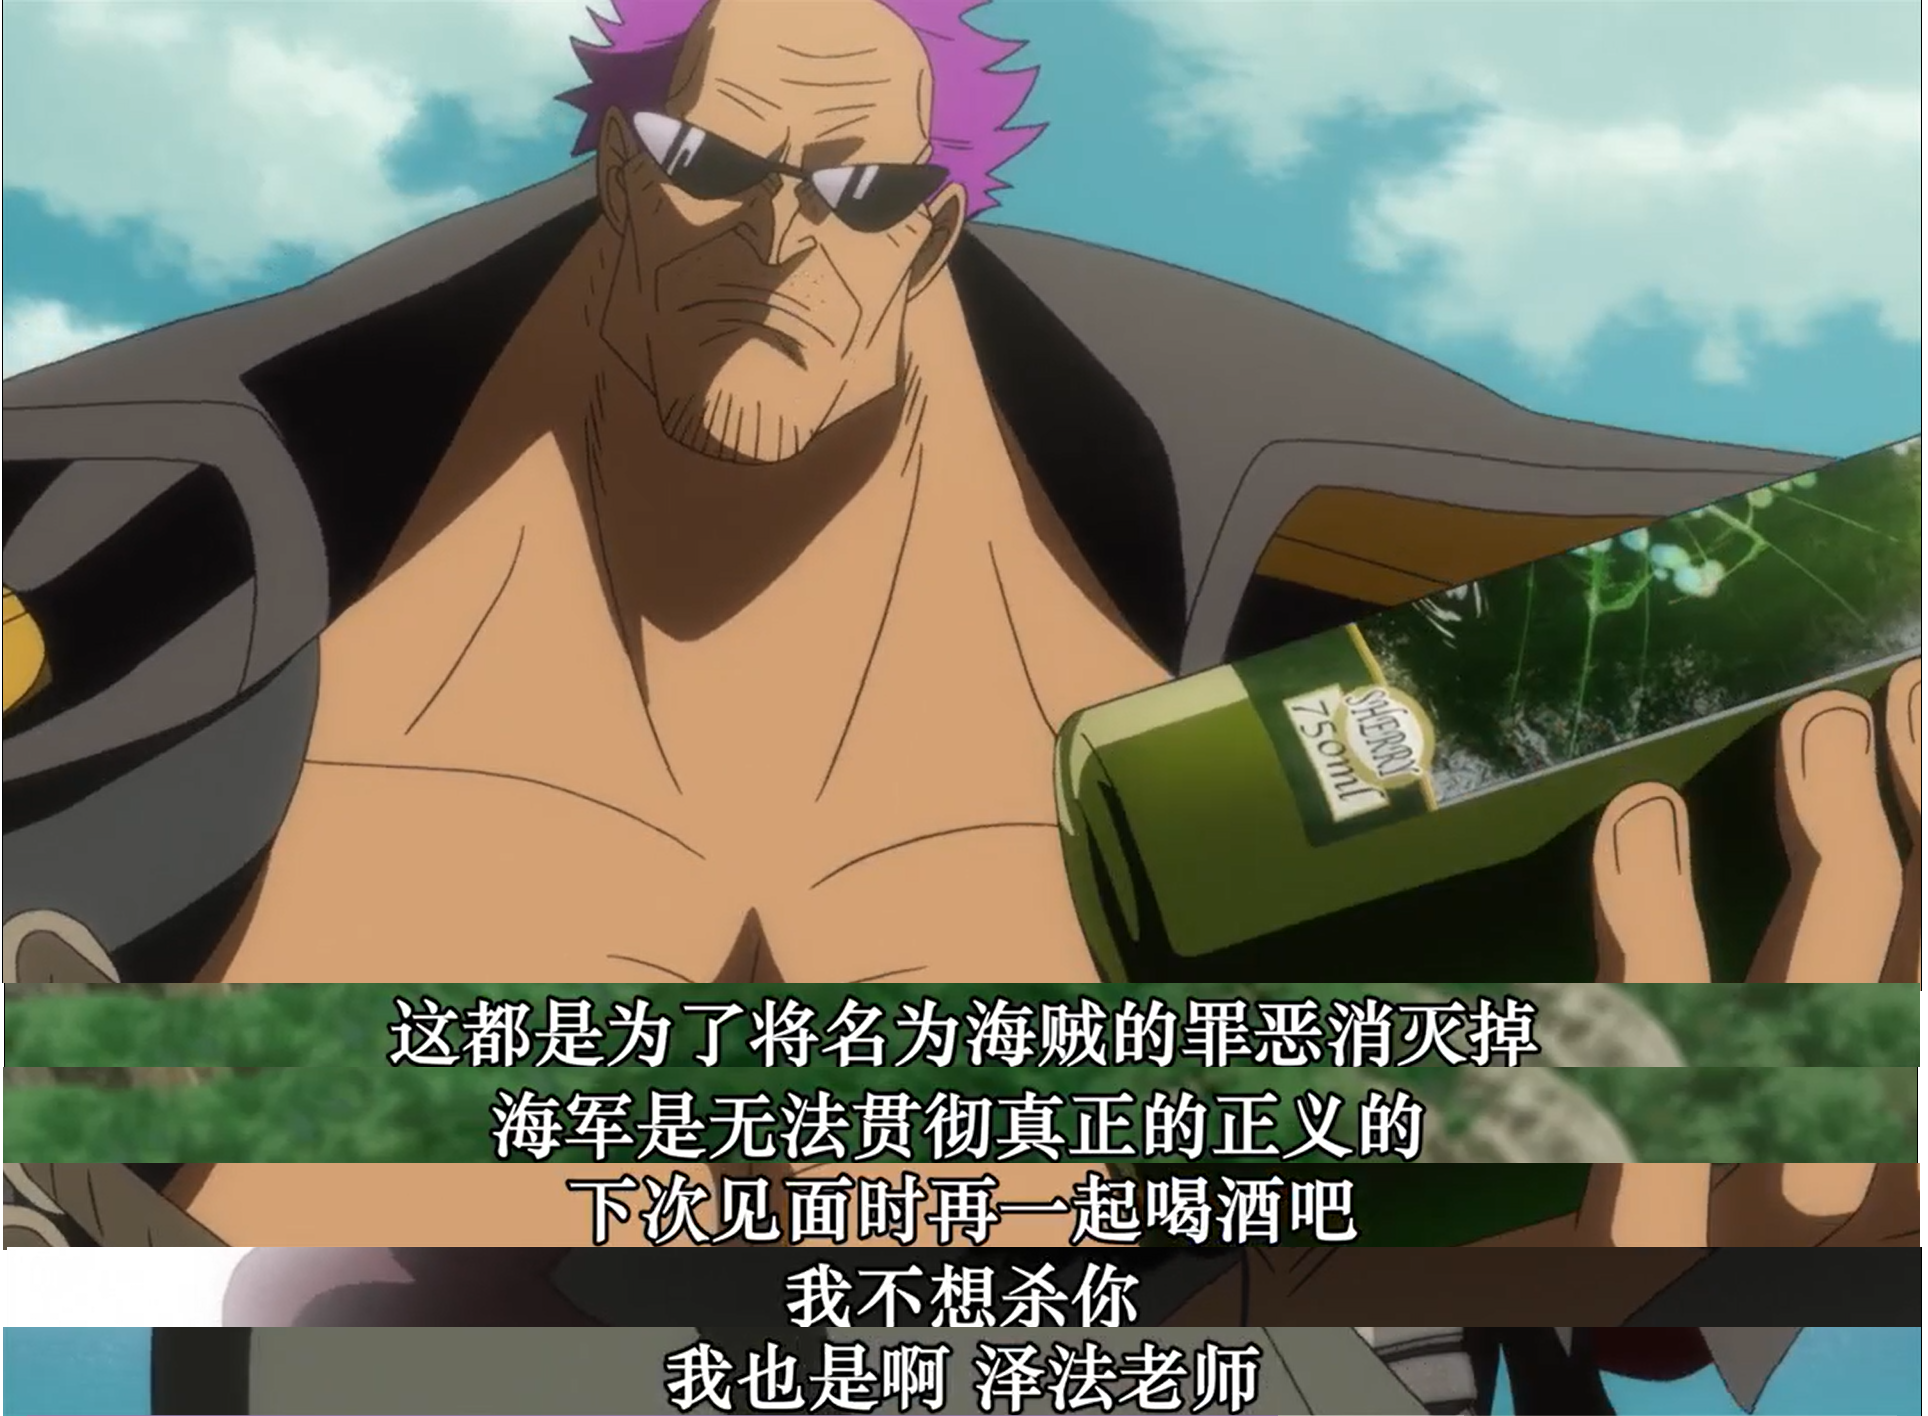 SHERRY
750ml
这都是为了将名为海贼的罪恶消灭掉
海军是无法贯彻真正的正义的
下次见面时再一起喝酒吧
我不想杀你
我也是啊 泽法老师